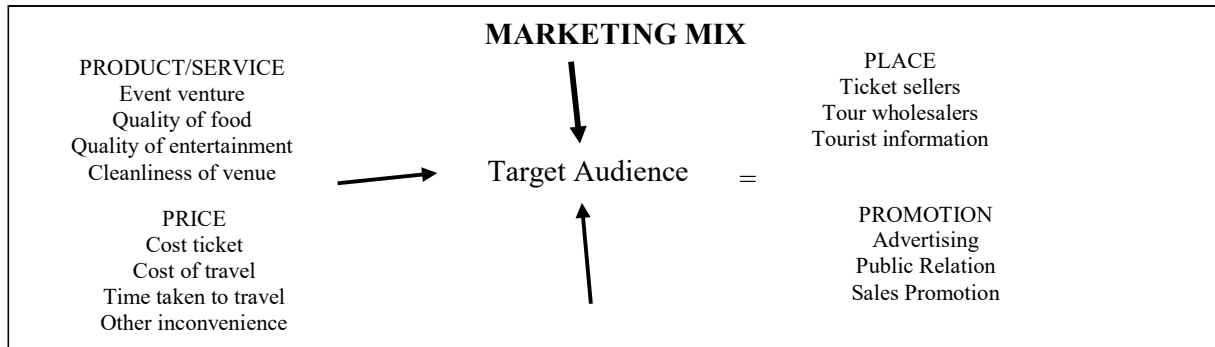 MARKETING MIX
PRODUCT/SERVICE
Event venture
Quality of food
Quality of entertainment
Cleanliness of venue
PRICE
Cost ticket
Cost of travel
Time taken to travel
Other inconvenience
Target Audience
=
PLACE
Ticket sellers
Tour wholesalers
Tourist information
PROMOTION
Advertising
Public Relation
Sales Promotion